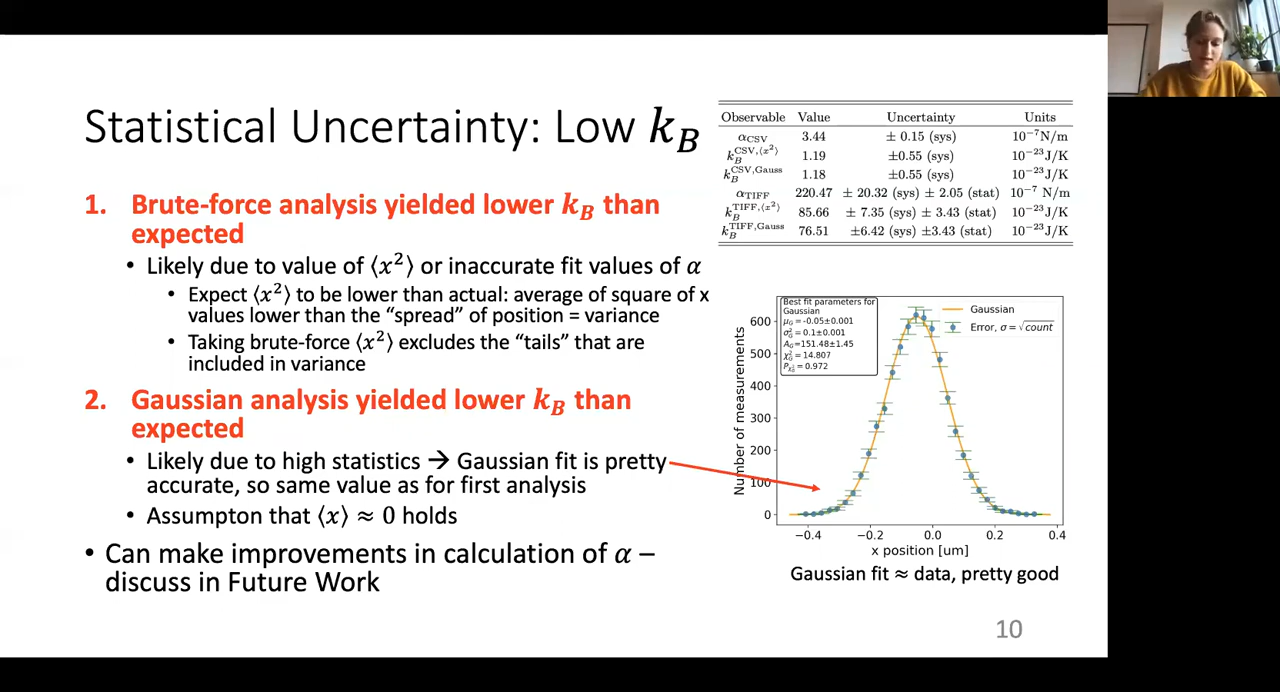 Statistical Uncertainty: Low k_B
1. Brute-force analysis yielded lower k_B than
expected
• Likely due to value of ⟨x²⟩ or inaccurate fit values of α
• Expect ⟨x²⟩ to be lower than actual: average of square of x
values lower than the “spread” of position = variance
• Taking brute-force ⟨x²⟩ excludes the “tails” that are
included in variance
2. Gaussian analysis yielded lower k_B than
expected
• Likely due to high statistics → Gaussian fit is pretty
accurate, so same value as for first analysis
• Assumpton that ⟨x⟩ ≈ 0 holds
• Can make improvements in calculation of α –
discuss in Future Work
Observable Value Uncertainty Units
α_CSV 3.44 ± 0.15 (sys) 10⁻⁷N/m
k_B^CSV,⟨x²⟩ 1.19 ±0.55 (sys) 10⁻²³J/K
k_B^CSV,Gauss 1.18 ±0.55 (sys) 10⁻²³J/K
α_TIFF 220.47 ± 20.32 (sys) ± 2.05 (stat) 10⁻⁷ N/m
k_B^TIFF,⟨x²⟩ 85.66 ± 7.35 (sys) ± 3.43 (stat) 10⁻²³J/K
k_B^TIFF,Gauss 76.51 ±6.42 (sys) ±3.43 (stat) 10⁻²³J/K
Best fit parameters for
Gaussian
μ_G = -0.05±0.001
σ²_G = 0.1±0.001
A_G=151.48±1.45
χ²_G = 14.807
P_χ²_G = 0.972
Gaussian
Error, σ = √count
Number of measurements
600
500
400
300
200
100
0
−0.4 −0.2 0.0 0.2 0.4
x position [um]
Gaussian fit ≈ data, pretty good
10